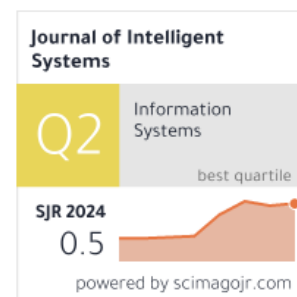 Journal of Intelligent
Systems
Q2
Information
Systems
best quartile
SJR 2024
0.5
powered by scimagojr.com